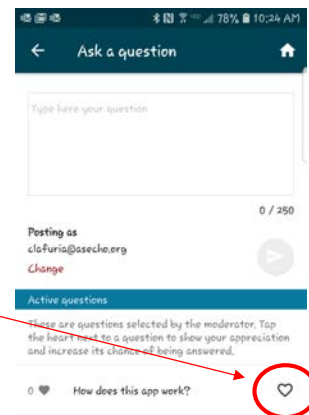 78% 10:24 AM
Ask a question
Type here your question
0 / 250
Posting as
clafuria@asecho.org
Change
Active questions
These are questions selected by the moderator. Tap
the heart next to a question to show your appreciation
and increase its chance of being answered.
0 How does this app work?